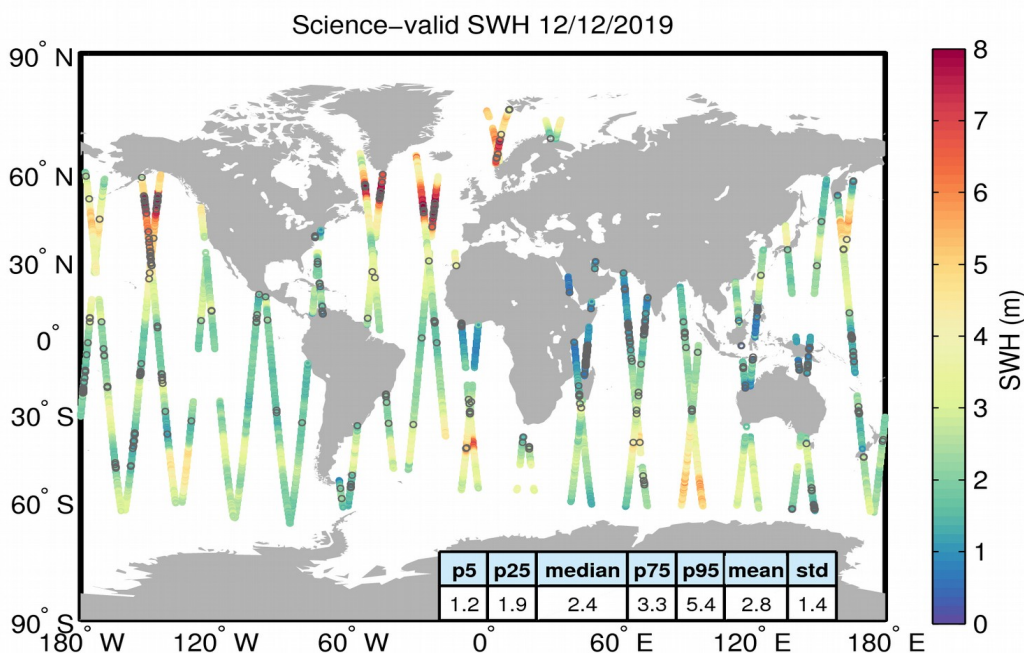 Science−valid SWH 12/12/2019
90° N
60° N
30° N
0°
30° S
60° S
90° S
180° W
120° W
60° W
0°
60° E
120° E
180° E
p5 p25 median p75 p95 mean std
1.2 1.9 2.4 3.3 5.4 2.8 1.4
8
7
6
5
4
3
2
1
0
SWH (m)